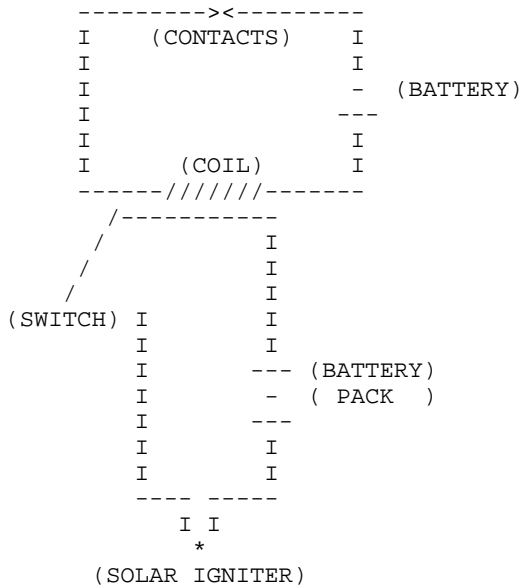 (CONTACTS)
(BATTERY)
(COIL)
(SWITCH)
(BATTERY)
( PACK )
(SOLAR IGNITER)